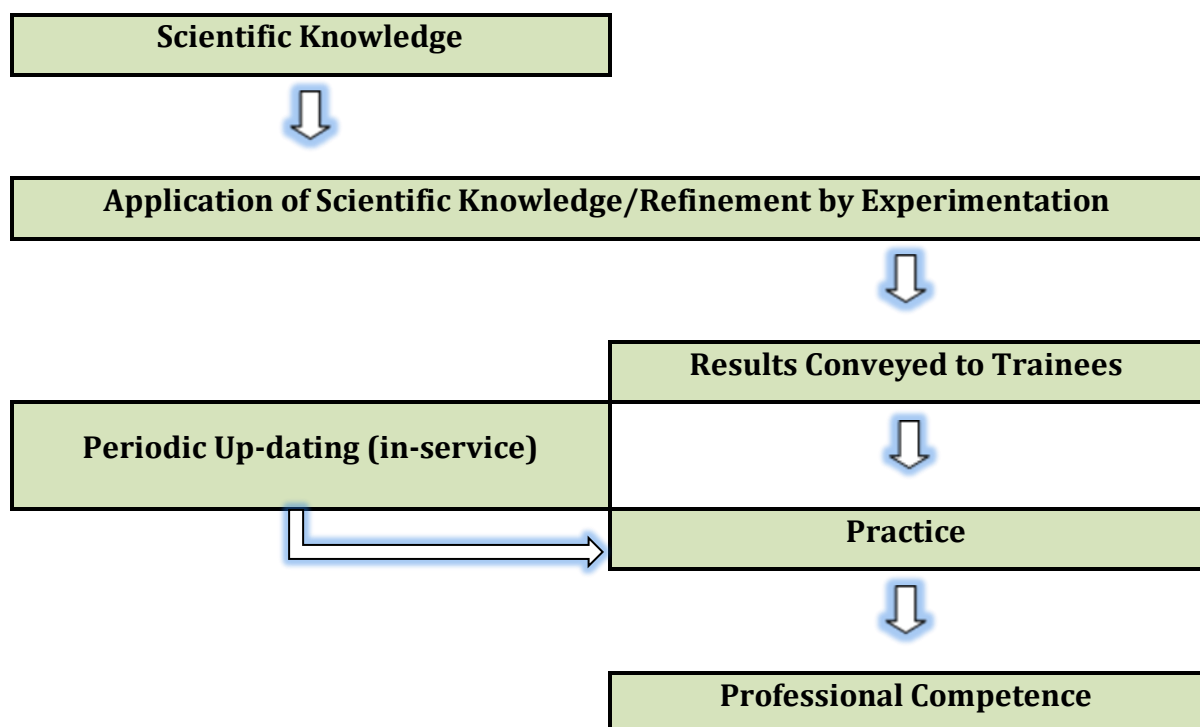 Scientific Knowledge
Application of Scientific Knowledge/Refinement by Experimentation
Results Conveyed to Trainees
Periodic Up-dating (in-service)
Practice
Professional Competence